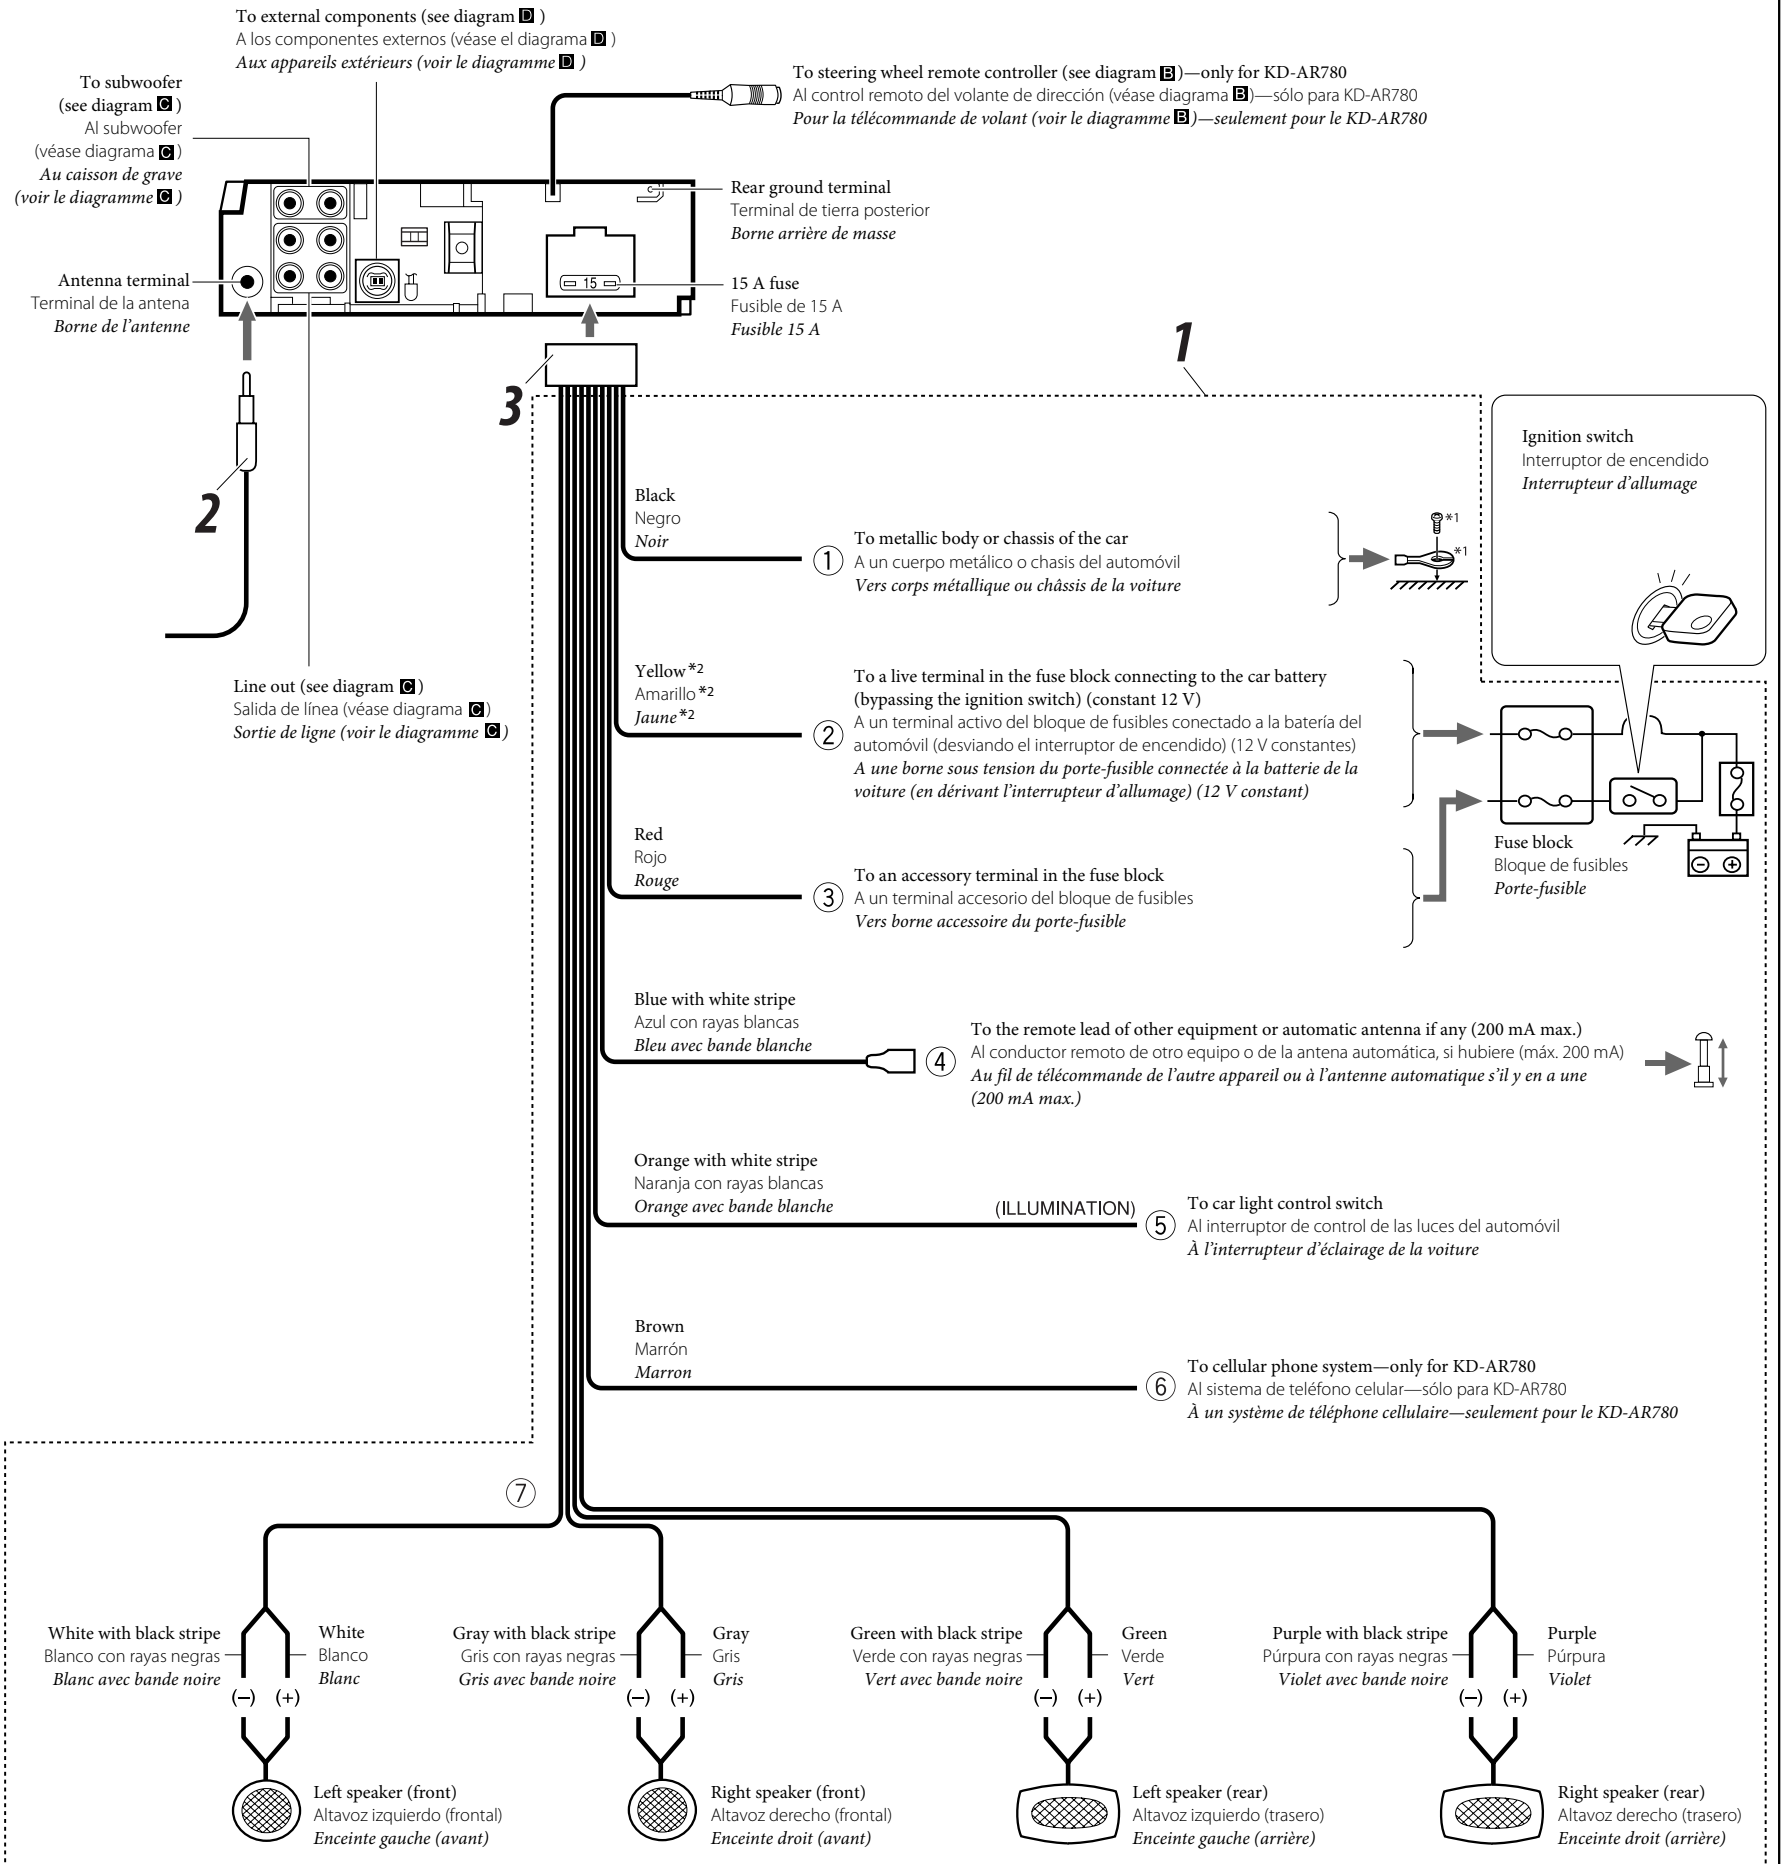 To external components (see diagram D )
A los componentes externos (véase el diagrama D )
Aux appareils extérieurs (voir le diagramme D )
To subwoofer
(see diagram C )
Al subwoofer
(véase diagrama C )
Au caisson de grave
(voir le diagramme C )
To steering wheel remote controller (see diagram B )—only for KD-AR780
Al control remoto del volante de dirección (véase diagrama B )—sólo para KD-AR780
Pour la télécommande de volant (voir le diagramme B )—seulement pour le KD-AR780
Rear ground terminal
Terminal de tierra posterior
Borne arrière de masse
Antenna terminal
Terminal de la antena
Borne de l'antenne
15
15 A fuse
Fusible de 15 A
Fusible 15 A
1
3
2
Ignition switch
Interruptor de encendido
Interrupteur d'allumage
Black
Negro
Noir
1
To metallic body or chassis of the car
A un cuerpo metálico o chasis del automóvil
Vers corps métallique ou châssis de la voiture
*1
*1
Line out (see diagram C )
Salida de línea (véase diagrama C )
Sortie de ligne (voir le diagramme C )
Yellow*2
Amarillo*2
Jaune*2
2
To a live terminal in the fuse block connecting to the car battery
(bypassing the ignition switch) (constant 12 V)
A un terminal activo del bloque de fusibles conectado a la batería del
automóvil (desviando el interruptor de encendido) (12 V constantes)
A une borne sous tension du porte-fusible connectée à la batterie de la
voiture (en dérivant l'interrupteur d'allumage) (12 V constant)
Fuse block
Bloque de fusibles
Porte-fusible
Red
Rojo
Rouge
3
To an accessory terminal in the fuse block
A un terminal accesorio del bloque de fusibles
Vers borne accessoire du porte-fusible
Blue with white stripe
Azul con rayas blancas
Bleu avec bande blanche
4
To the remote lead of other equipment or automatic antenna if any (200 mA max.)
Al conductor remoto de otro equipo o de la antena automática, si hubiere (máx. 200 mA)
Au fil de télécommande de l'autre appareil ou à l'antenne automatique s'il y en a une
(200 mA max.)
Orange with white stripe
Naranja con rayas blancas
Orange avec bande blanche
(ILLUMINATION)
5
To car light control switch
Al interruptor de control de las luces del automóvil
À l'interrupteur d'éclairage de la voiture
Brown
Marrón
Marron
6
To cellular phone system—only for KD-AR780
Al sistema de teléfono celular—sólo para KD-AR780
À un système de téléphone cellulaire—seulement pour le KD-AR780
7
White with black stripe
Blanco con rayas negras
Blanc avec bande noire
White
Blanco
Blanc
(–) (+)
Gray with black stripe
Gris con rayas negras
Gris avec bande noire
Gray
Gris
Gris
(–) (+)
Green with black stripe
Verde con rayas negras
Vert avec bande noire
Green
Verde
Vert
(–) (+)
Purple with black stripe
Púrpura con rayas negras
Violet avec bande noire
Purple
Púrpura
Violet
(–) (+)
Left speaker (front)
Altavoz izquierdo (frontal)
Enceinte gauche (avant)
Right speaker (front)
Altavoz derecho (frontal)
Enceinte droit (avant)
Left speaker (rear)
Altavoz izquierdo (trasero)
Enceinte gauche (arrière)
Right speaker (rear)
Altavoz derecho (trasero)
Enceinte droit (arrière)